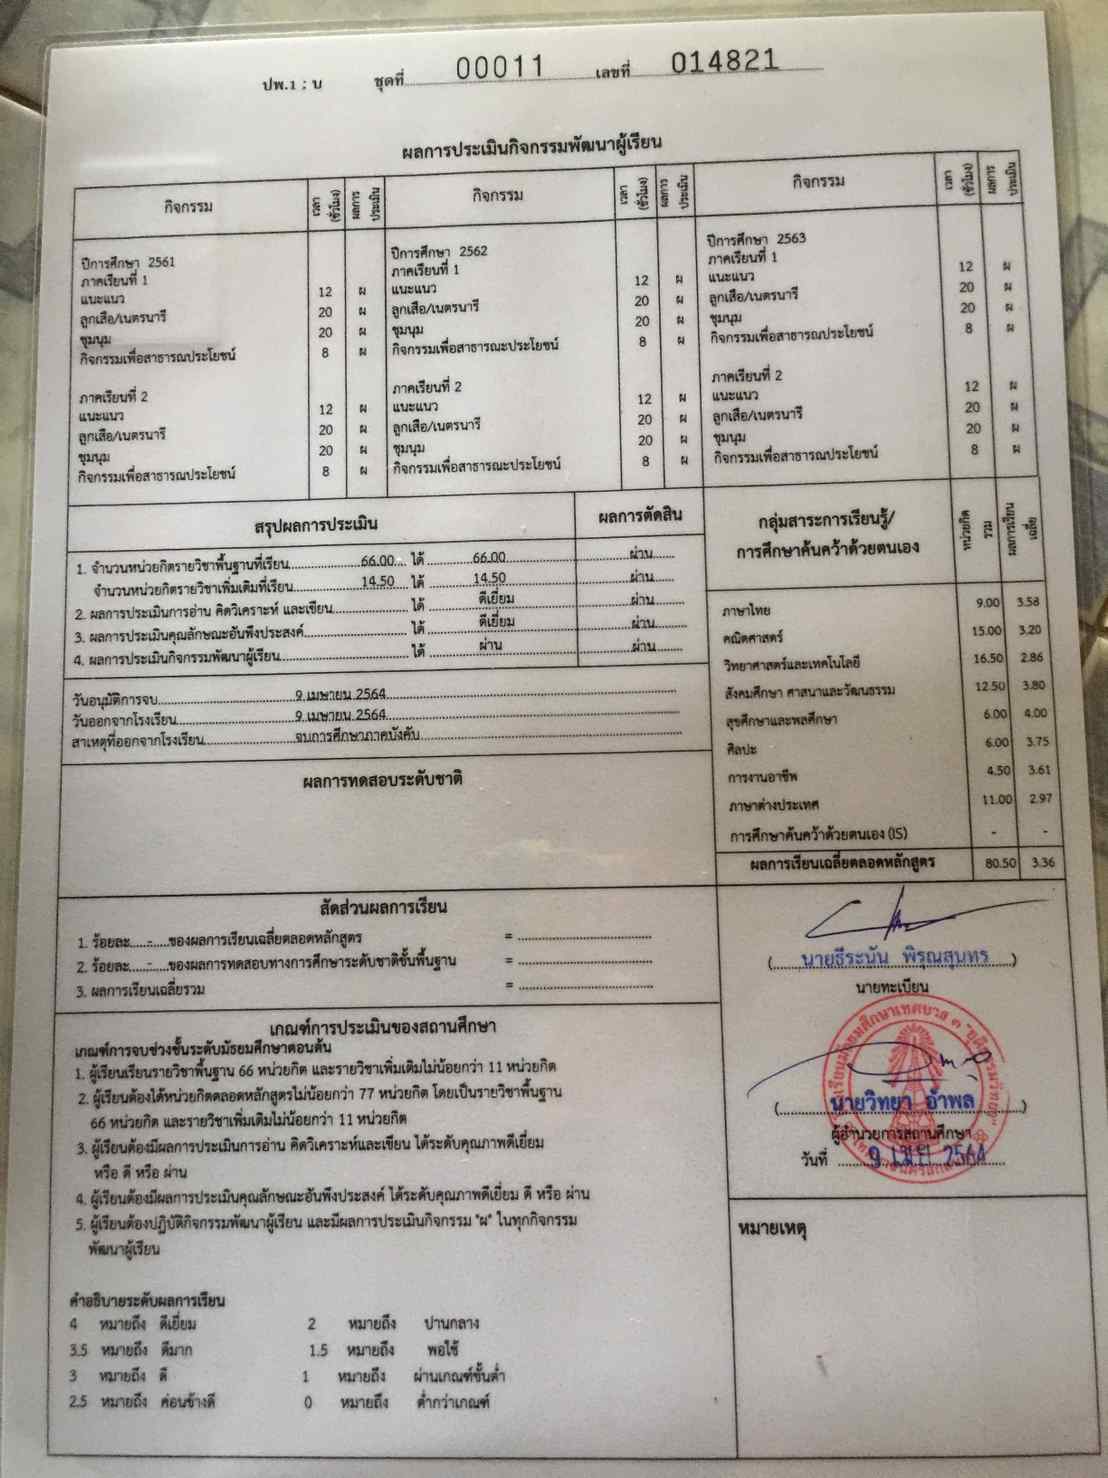 ปพ.1 : บ ชุดที่ 00011 เลขที่ 014821
ผลการประเมินกิจกรรมพัฒนาผู้เรียน
กิจกรรม เวลา (ชั่วโมง) ผลการประเมิน กิจกรรม เวลา (ชั่วโมง) ผลการประเมิน กิจกรรม เวลา (ชั่วโมง) ผลการประเมิน
ปีการศึกษา 2561
ภาคเรียนที่ 1
แนะแนว 12 ผ
ลูกเสือ/เนตรนารี 20 ผ
ชุมนุม 20 ผ
กิจกรรมเพื่อสาธารณประโยชน์ 8 ผ
ภาคเรียนที่ 2
แนะแนว 12 ผ
ลูกเสือ/เนตรนารี 20 ผ
ชุมนุม 20 ผ
กิจกรรมเพื่อสาธารณประโยชน์ 8 ผ
ปีการศึกษา 2562
ภาคเรียนที่ 1
แนะแนว 12 ผ
ลูกเสือ/เนตรนารี 20 ผ
ชุมนุม 20 ผ
กิจกรรมเพื่อสาธารณะประโยชน์ 8 ผ
ภาคเรียนที่ 2
แนะแนว 12 ผ
ลูกเสือ/เนตรนารี 20 ผ
ชุมนุม 20 ผ
กิจกรรมเพื่อสาธารณะประโยชน์ 8 ผ
ปีการศึกษา 2563
ภาคเรียนที่ 1
แนะแนว 12 ผ
ลูกเสือ/เนตรนารี 20 ผ
ชุมนุม 20 ผ
กิจกรรมเพื่อสาธารณประโยชน์ 8 ผ
ภาคเรียนที่ 2
แนะแนว 12 ผ
ลูกเสือ/เนตรนารี 20 ผ
ชุมนุม 20 ผ
กิจกรรมเพื่อสาธารณประโยชน์ 8 ผ
สรุปผลการประเมิน ผลการตัดสิน
1. จำนวนหน่วยกิตรายวิชาพื้นฐานที่เรียน 66.00 ได้ 66.00 ผ่าน
จำนวนหน่วยกิตรายวิชาเพิ่มเติมที่เรียน 14.50 ได้ 14.50 ผ่าน
2. ผลการประเมินการอ่าน คิดวิเคราะห์ และเขียน ได้ ดีเยี่ยม ผ่าน
3. ผลการประเมินคุณลักษณะอันพึงประสงค์ ได้ ดีเยี่ยม ผ่าน
4. ผลการประเมินกิจกรรมพัฒนาผู้เรียน ได้ ผ่าน ผ่าน
วันอนุมัติการจบ 9 เมษายน 2564
วันออกจากโรงเรียน 9 เมษายน 2564
สาเหตุที่ออกจากโรงเรียน จบการศึกษาภาคบังคับ
ผลการทดสอบระดับชาติ
กลุ่มสาระการเรียนรู้/ หน่วยกิตรวม ผลการเรียนเฉลี่ย
การศึกษาค้นคว้าด้วยตนเอง
ภาษาไทย 9.00 3.58
คณิตศาสตร์ 15.00 3.20
วิทยาศาสตร์และเทคโนโลยี 16.50 2.86
สังคมศึกษา ศาสนาและวัฒนธรรม 12.50 3.80
สุขศึกษาและพลศึกษา 6.00 4.00
ศิลปะ 6.00 3.75
การงานอาชีพ 4.50 3.61
ภาษาต่างประเทศ 11.00 2.97
การศึกษาค้นคว้าด้วยตนเอง (IS) - -
ผลการเรียนเฉลี่ยตลอดหลักสูตร 80.50 3.36
สัดส่วนผลการเรียน
1. ร้อยละ - ของผลการเรียนเฉลี่ยตลอดหลักสูตร =
2. ร้อยละ - ของผลการทดสอบทางการศึกษาระดับชาติขั้นพื้นฐาน =
3. ผลการเรียนเฉลี่ยรวม =
เกณฑ์การประเมินของสถานศึกษา
เกณฑ์การจบช่วงชั้นระดับมัธยมศึกษาตอนต้น
1. ผู้เรียนเรียนรายวิชาพื้นฐาน 66 หน่วยกิต และรายวิชาเพิ่มเติมไม่น้อยกว่า 11 หน่วยกิต
2. ผู้เรียนต้องได้หน่วยกิตตลอดหลักสูตรไม่น้อยกว่า 77 หน่วยกิต โดยเป็นรายวิชาพื้นฐาน
66 หน่วยกิต และรายวิชาเพิ่มเติมไม่น้อยกว่า 11 หน่วยกิต
3. ผู้เรียนต้องมีผลการประเมินการอ่าน คิดวิเคราะห์และเขียน ได้ระดับคุณภาพดีเยี่ยม
หรือ ดี หรือ ผ่าน
4. ผู้เรียนต้องมีผลการประเมินคุณลักษณะอันพึงประสงค์ ได้ระดับคุณภาพดีเยี่ยม ดี หรือ ผ่าน
5. ผู้เรียนต้องปฏิบัติกิจกรรมพัฒนาผู้เรียน และมีผลการประเมินกิจกรรม "ผ" ในทุกกิจกรรม
พัฒนาผู้เรียน
คำอธิบายระดับผลการเรียน
4 หมายถึง ดีเยี่ยม 2 หมายถึง ปานกลาง
3.5 หมายถึง ดีมาก 1.5 หมายถึง พอใช้
3 หมายถึง ดี 1 หมายถึง ผ่านเกณฑ์ขั้นต่ำ
2.5 หมายถึง ค่อนข้างดี 0 หมายถึง ต่ำกว่าเกณฑ์
(นายธีระนัน พิรุณสุนทร)
นายทะเบียน
(นายวิทยา อำพล)
ผู้อำนวยการสถานศึกษา
วันที่ 9 เม.ย. 2564
หมายเหตุ